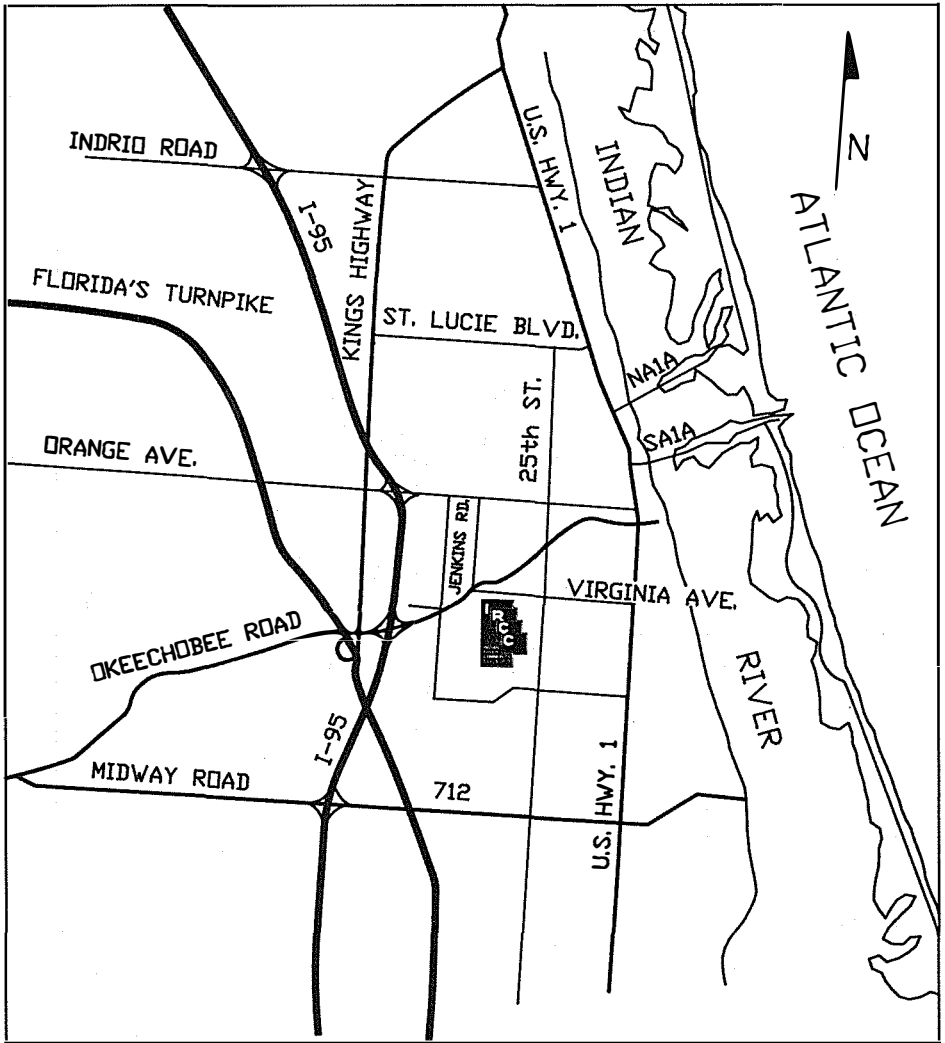 INDRIO ROAD
I-95
KINGS HIGHWAY
U.S. HWY. 1
INDIAN
N
ATLANTIC OCEAN
FLORIDA'S TURNPIKE
ST. LUCIE BLVD.
NA1A
25th ST.
SA1A
ORANGE AVE.
JENKINS RD.
VIRGINIA AVE.
IRCC
OKEECHOBEE ROAD
RIVER
I-95
MIDWAY ROAD
712
U.S. HWY. 1